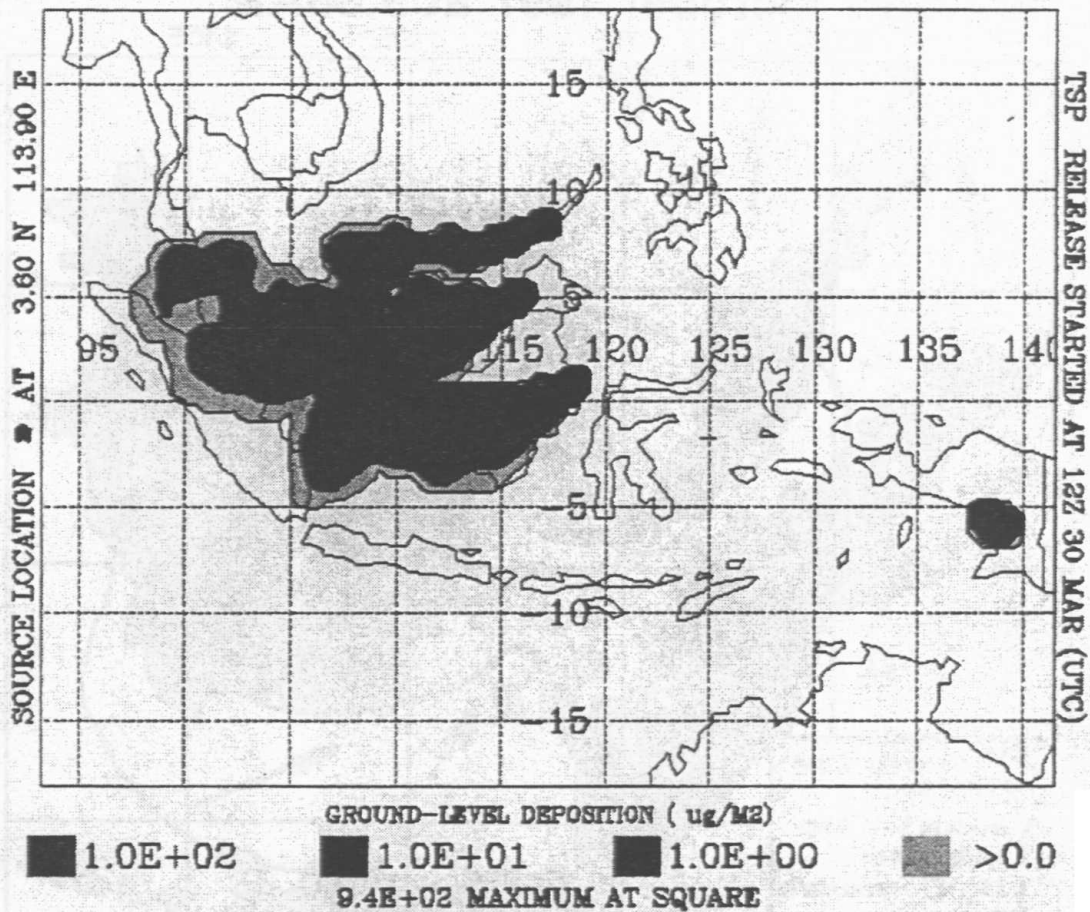 SOURCE LOCATION » AT 3.60 N 113.90 E
TSP RELEASE STARTED AT 12Z 30 MAR (UTC)
15
10
5
95 115 120 125 130 135 140
-5
-10
-15
GROUND-LEVEL DEPOSITION ( ug/M2)
1.0E+02 1.0E+01 1.0E+00 >0.0
9.4E+02 MAXIMUM AT SQUARE